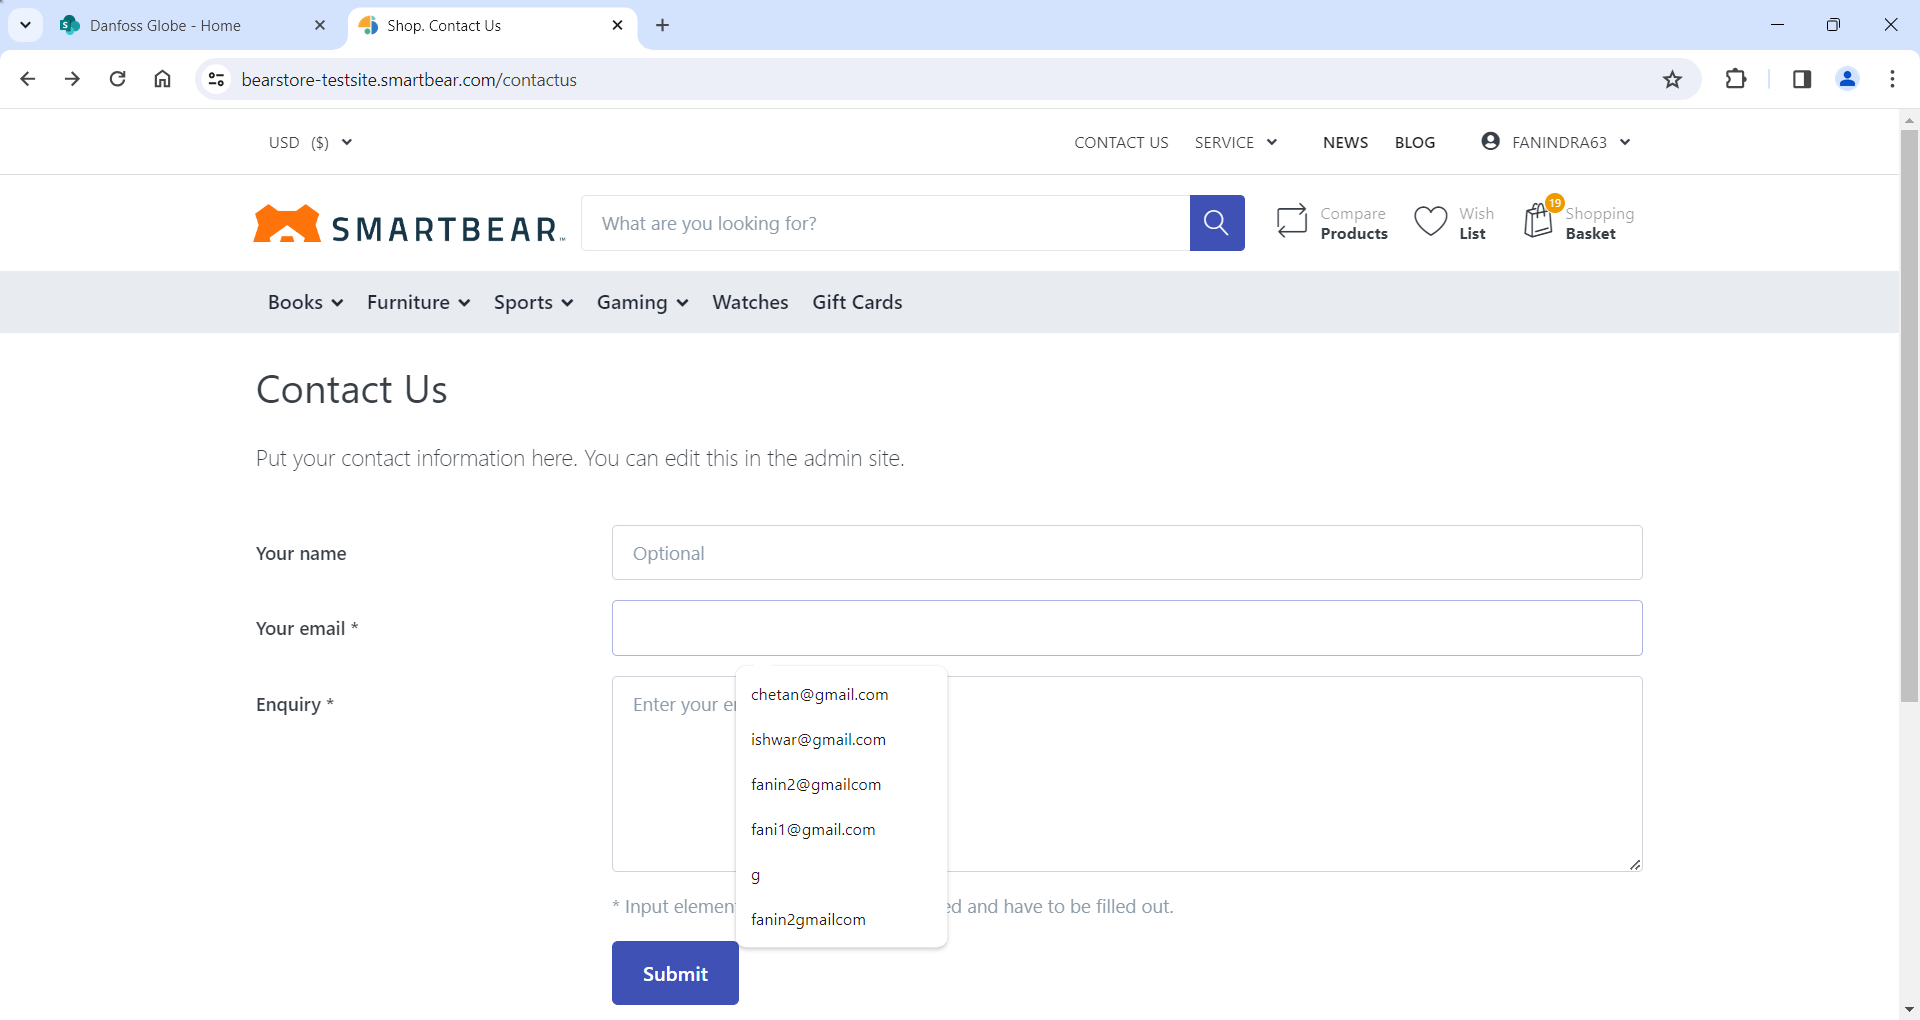 Danfoss Globe - Home
Shop. Contact Us
bearstore-testsite.smartbear.com/contactus
USD ($)
CONTACT US
SERVICE
NEWS
BLOG
FANINDRA63
SMARTBEAR™
What are you looking for?
Compare
Products
Wish
List
19
Shopping
Basket
Books
Furniture
Sports
Gaming
Watches
Gift Cards
Contact Us
Put your contact information here. You can edit this in the admin site.
Your name
Optional
Your email *
Enquiry *
Enter your
chetan@gmail.com
ishwar@gmail.com
fanin2@gmailcom
fani1@gmail.com
g
fanin2gmailcom
* Input
and have to be filled out.
Submit